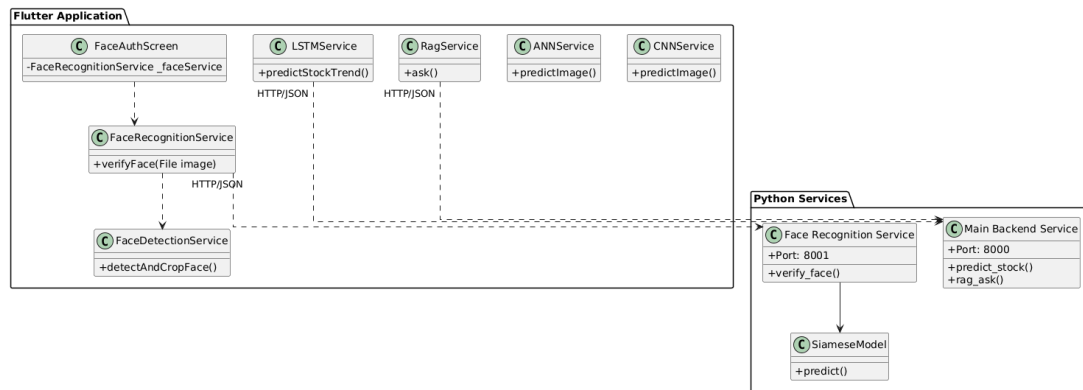 Flutter Application
C FaceAuthScreen
-FaceRecognitionService _faceService
C LSTMService
+predictStockTrend()
C RagService
+ask()
C ANNService
+predictImage()
C CNNService
+predictImage()
HTTP/JSON
HTTP/JSON
C FaceRecognitionService
+verifyFace(File image)
HTTP/JSON
C FaceDetectionService
+detectAndCropFace()
Python Services
C Face Recognition Service
+Port: 8001
+verify_face()
C Main Backend Service
+Port: 8000
+predict_stock()
+rag_ask()
C SiameseModel
+predict()